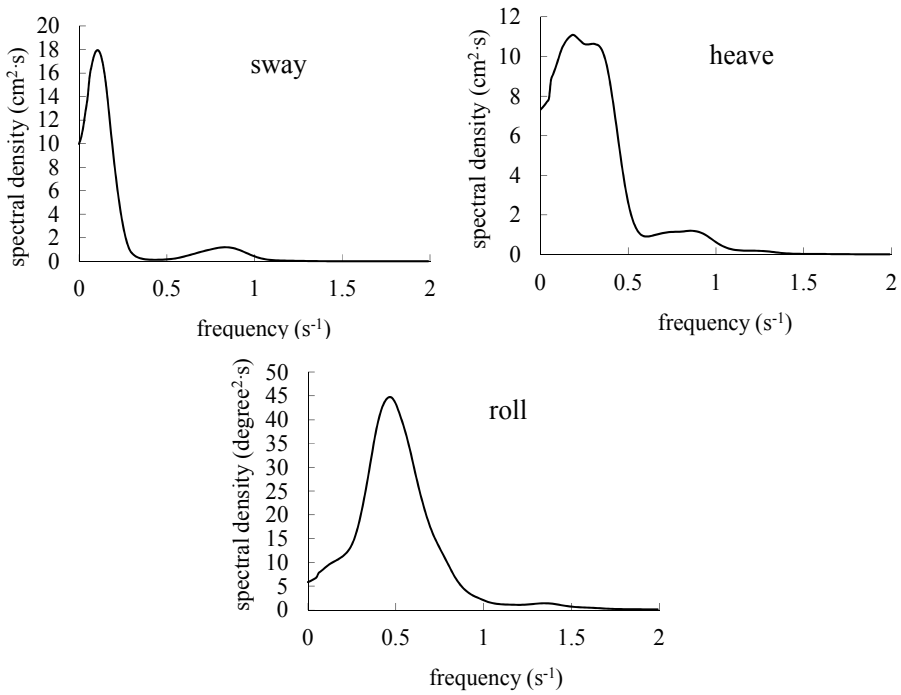 sway
spectral density (cm²·s)
20
18
16
14
12
10
8
6
4
2
0
0 0.5 1 1.5 2
frequency (s⁻¹)
heave
spectral density (cm²·s)
12
10
8
6
4
2
0
0 0.5 1 1.5 2
frequency (s⁻¹)
roll
spectral density (degree²·s)
50
45
40
35
30
25
20
15
10
5
0
0 0.5 1 1.5 2
frequency (s⁻¹)